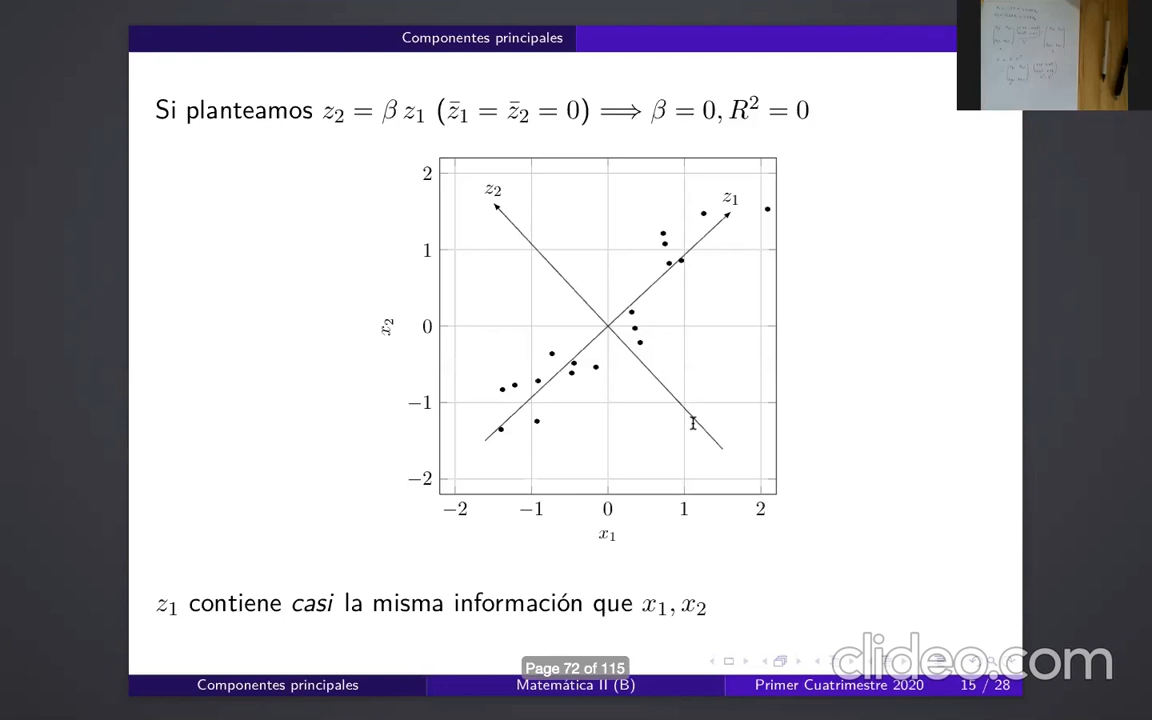 Componentes principales
Si planteamos z₂ = β z₁ (z̄₁ = z̄₂ = 0) ⟹ β = 0, R² = 0
2
z₂
z₁
1
x₂
0
−1
−2
−2 −1 0 1 2
x₁
z₁ contiene casi la misma información que x₁, x₂
Page 72 of 115
clideo.com
Componentes principales Matemática II (B) Primer Cuatrimestre 2020 15 / 28